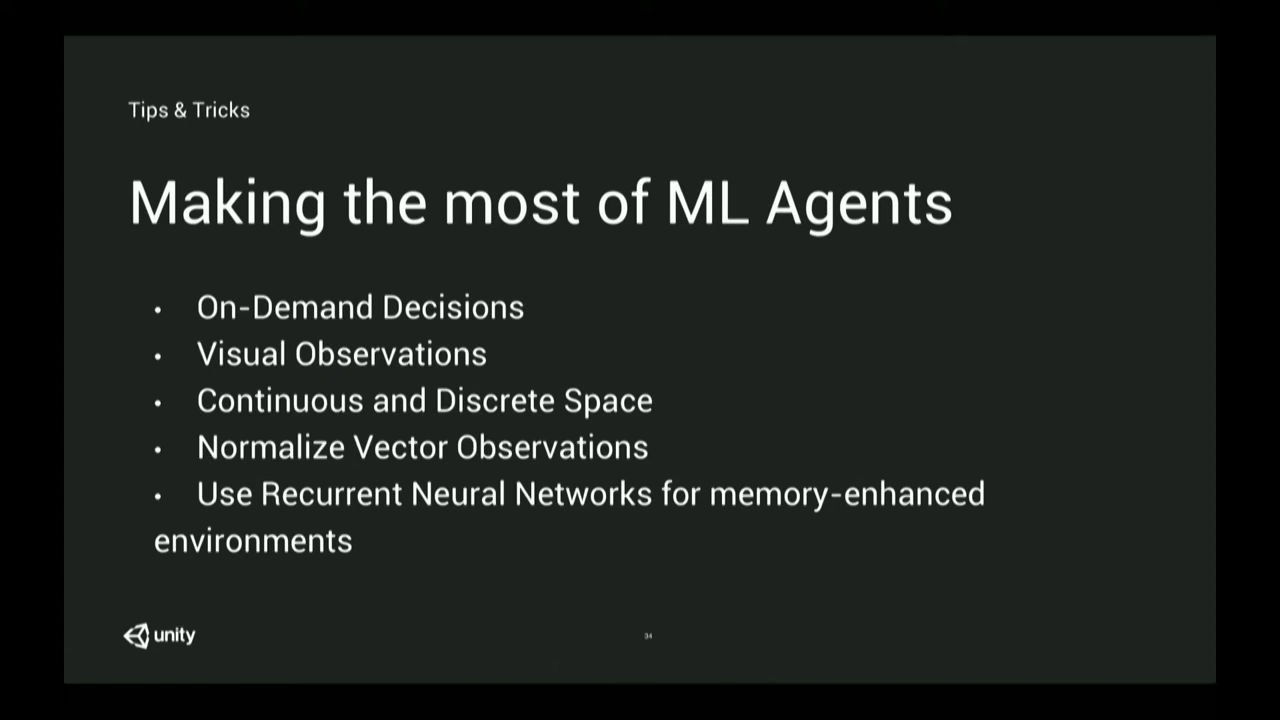 Tips & Tricks
Making the most of ML Agents
• On-Demand Decisions
• Visual Observations
• Continuous and Discrete Space
• Normalize Vector Observations
• Use Recurrent Neural Networks for memory-enhanced
environments
unity
34